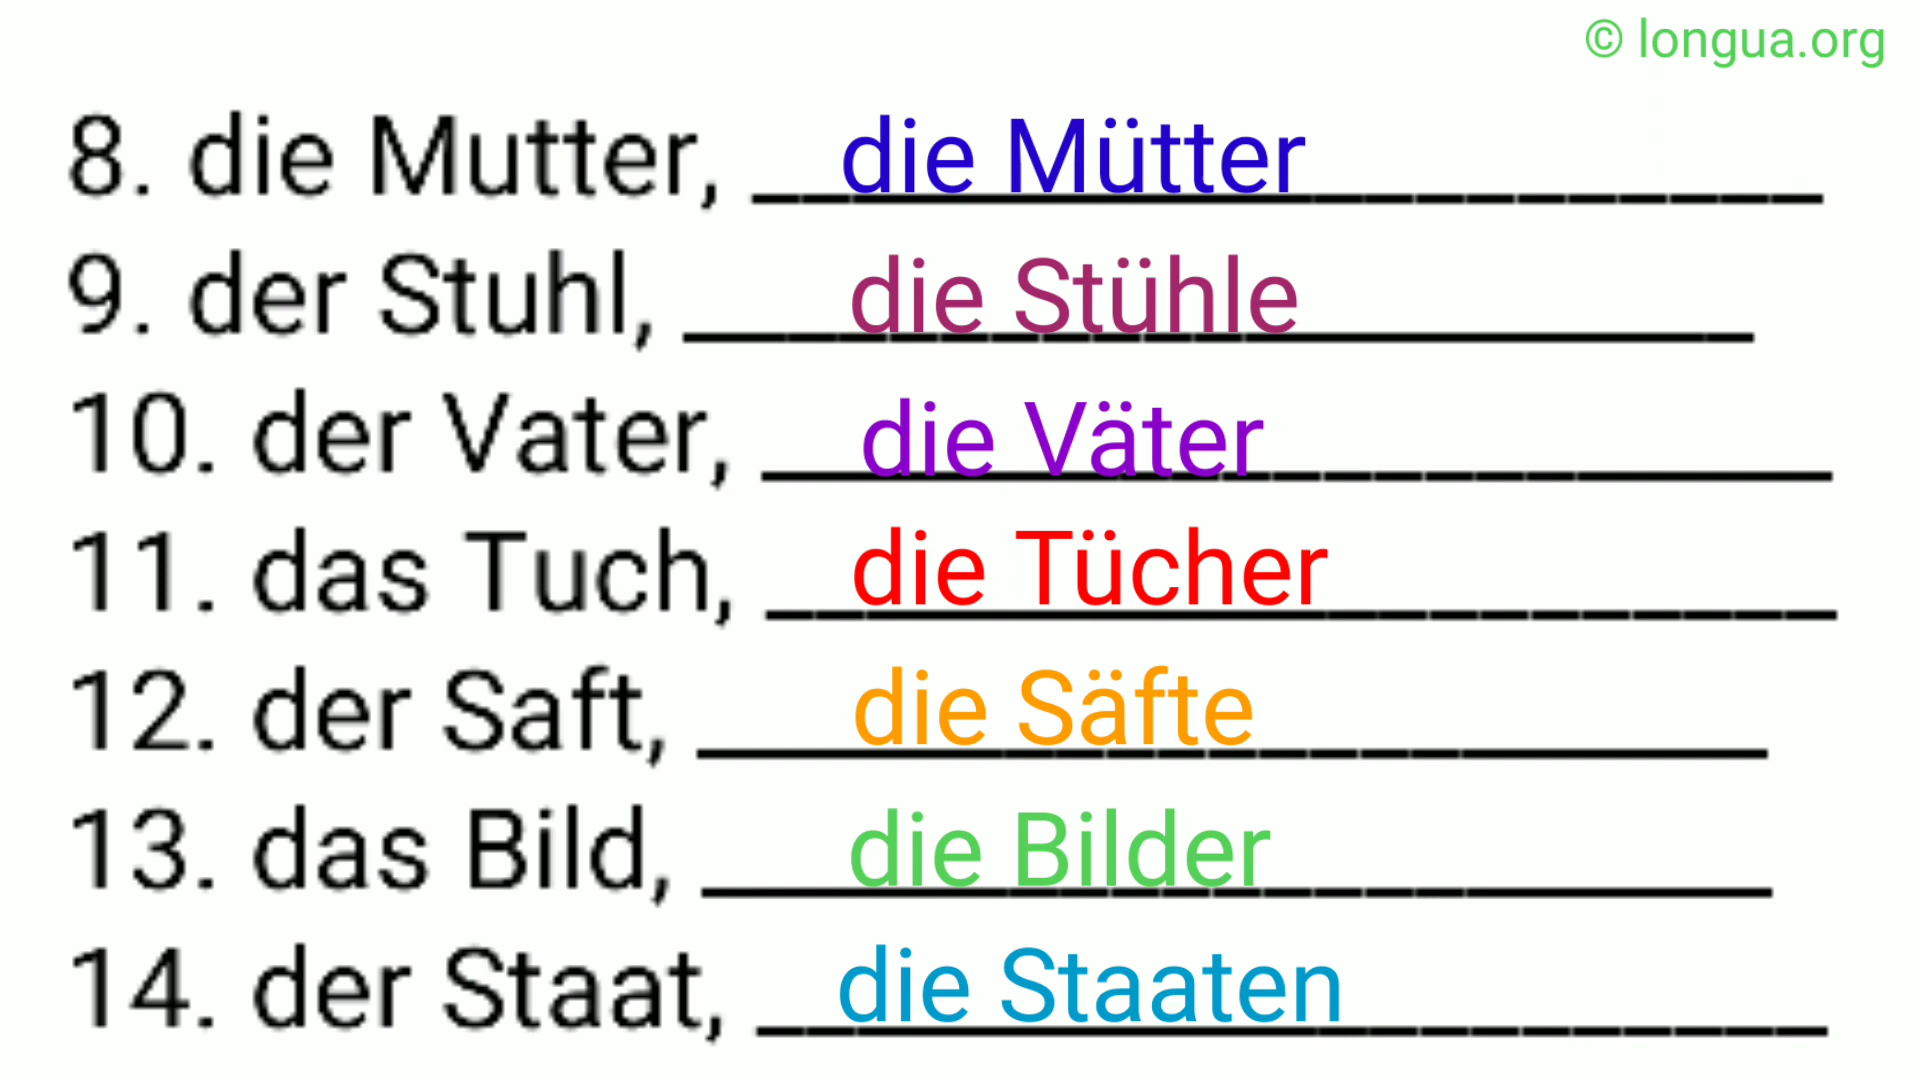 © longua.org
8. die Mutter, die Mütter
9. der Stuhl, die Stühle
10. der Vater, die Väter
11. das Tuch, die Tücher
12. der Saft, die Säfte
13. das Bild, die Bilder
14. der Staat, die Staaten